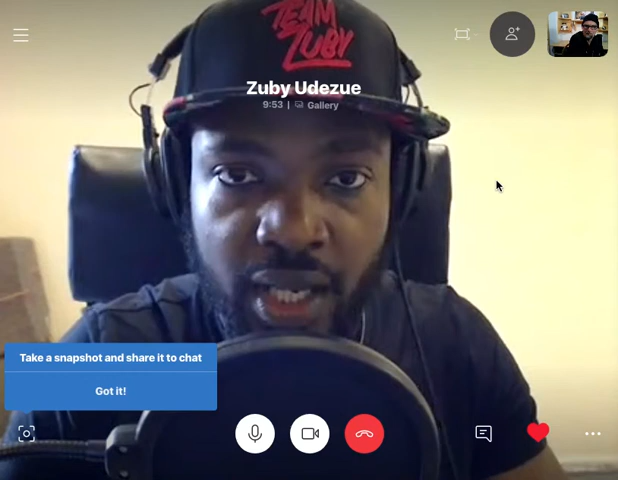 TEAM
ZUBY
Zuby Udezue
9:53 | Gallery
Take a snapshot and share it to chat
Got it!